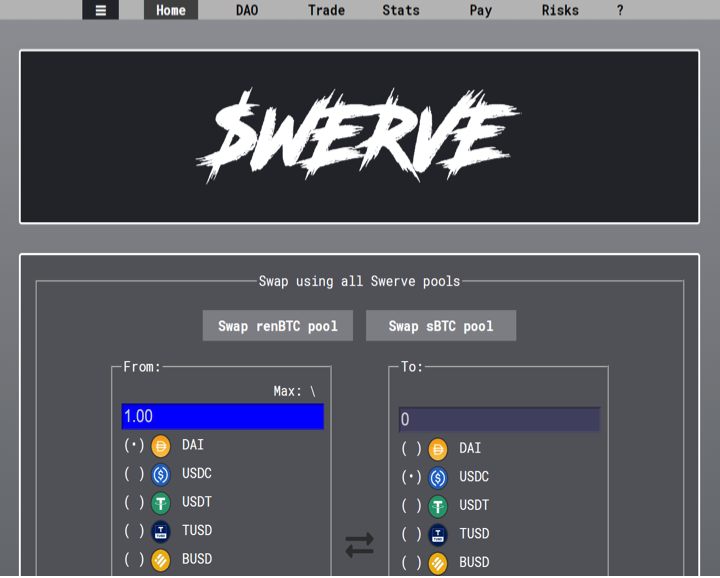 ☰ Home DAO Trade Stats Pay Risks ?
$WERVE
Swap using all Swerve pools
Swap renBTC pool Swap sBTC pool
From: To:
Max: \
1.00 0
(·) DAI ( ) DAI
( ) USDC (·) USDC
( ) USDT ( ) USDT
( ) TUSD ( ) TUSD
( ) BUSD ( ) BUSD